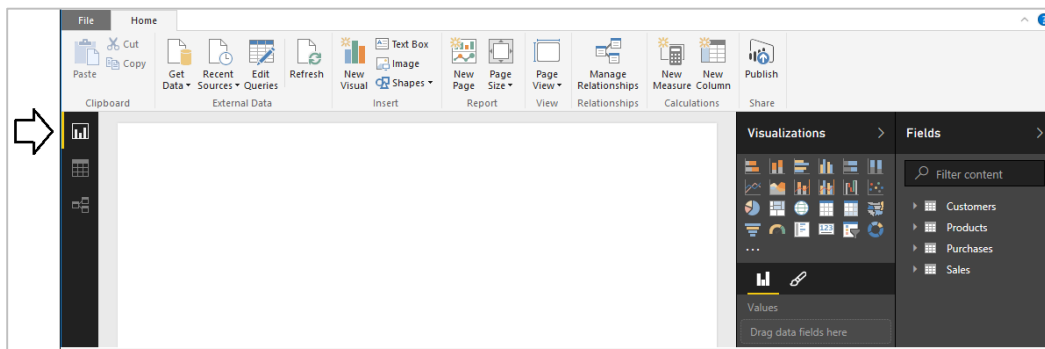 File Home
Cut
Copy
Paste
Get Data
Recent Sources
Edit Queries
Refresh
New Visual
Text Box
Image
Shapes
New Page
Page Size
Page View
Manage Relationships
New Measure
New Column
Publish
Clipboard External Data Insert Report View Relationships Calculations Share
Visualizations Fields
Filter content
Customers
Products
Purchases
Sales
123
...
Values
Drag data fields here